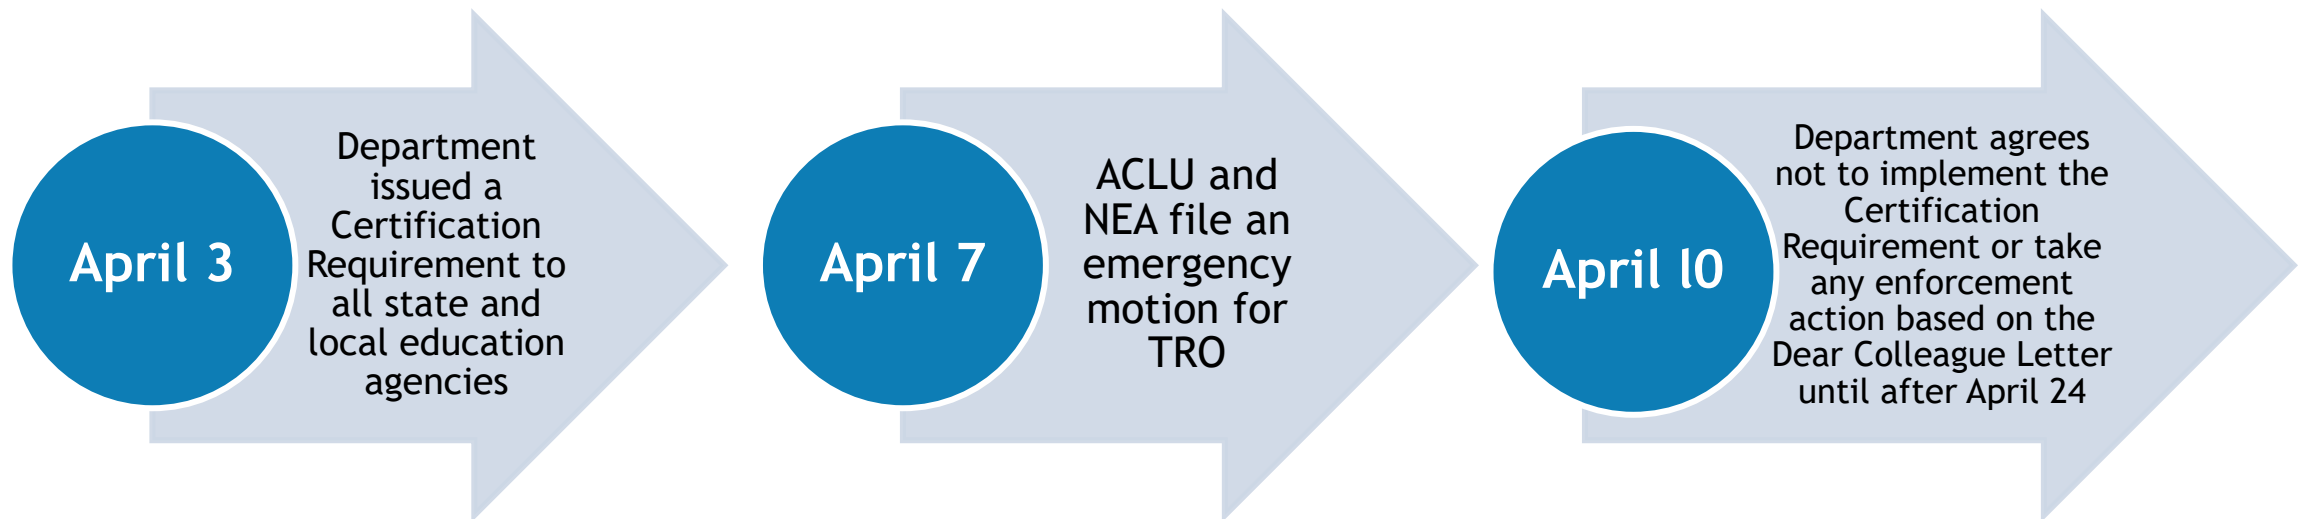 April 3
Department
issued a
Certification
Requirement to
all state and
local education
agencies
April 7
ACLU and
NEA file an
emergency
motion for
TRO
April l0
Department agrees
not to implement the
Certification
Requirement or take
any enforcement
action based on the
Dear Colleague Letter
until after April 24